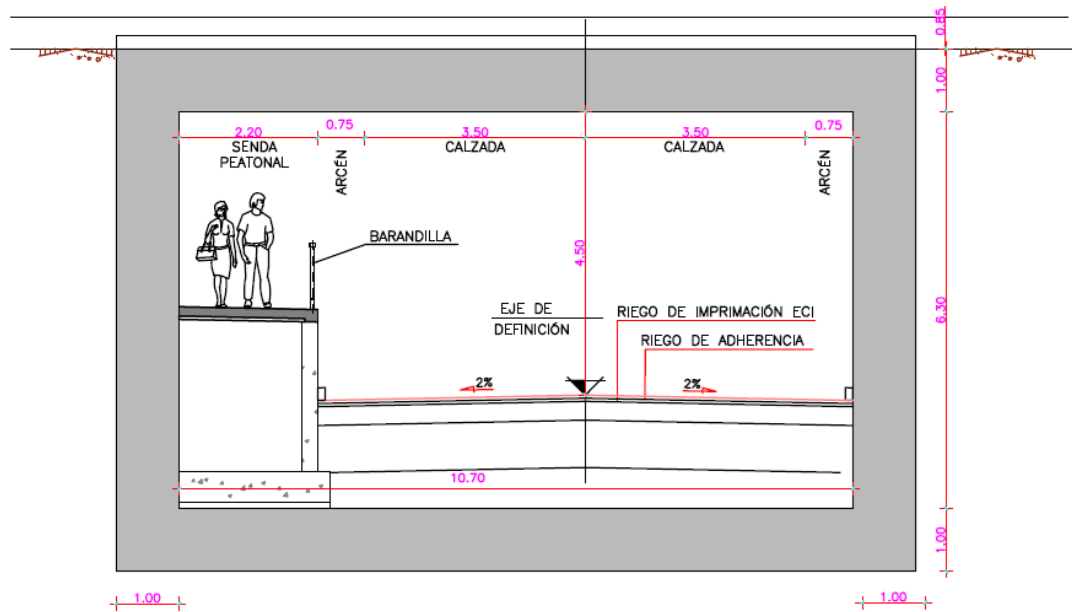 0.85
1.00
2.20
0.75
3.50
3.50
0.75
SENDA
PEATONAL
ARCÉN
CALZADA
CALZADA
ARCÉN
BARANDILLA
4.50
EJE DE
DEFINICIÓN
RIEGO DE IMPRIMACIÓN ECI
RIEGO DE ADHERENCIA
6.30
2%
2%
10.70
1.00
1.00
1.00